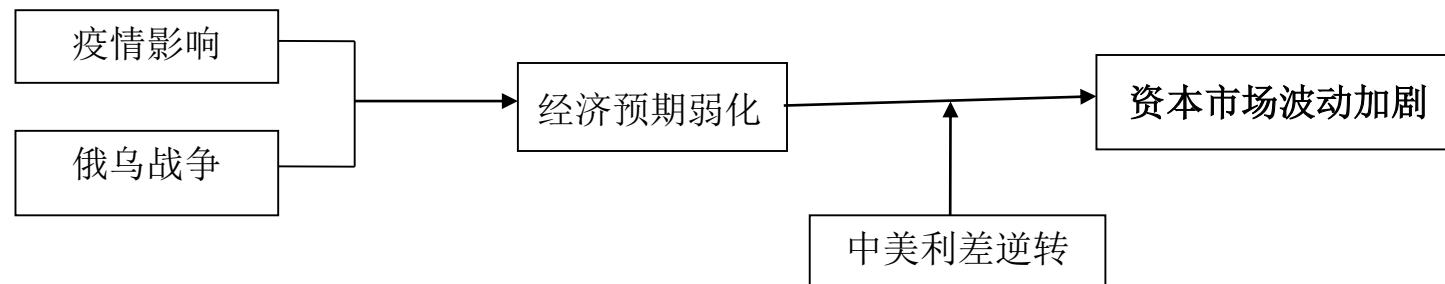 疫情影响
俄乌战争
经济预期弱化
中美利差逆转
资本市场波动加剧